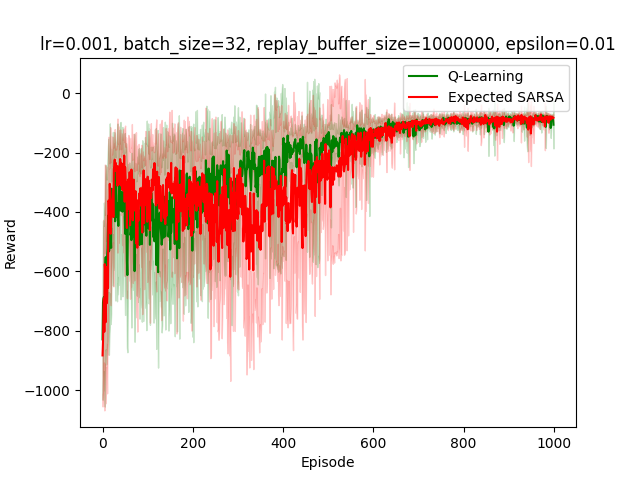 lr=0.001, batch_size=32, replay_buffer_size=1000000, epsilon=0.01
Q-Learning
Expected SARSA
0
−200
−400
−600
−800
−1000
Reward
0 200 400 600 800 1000
Episode